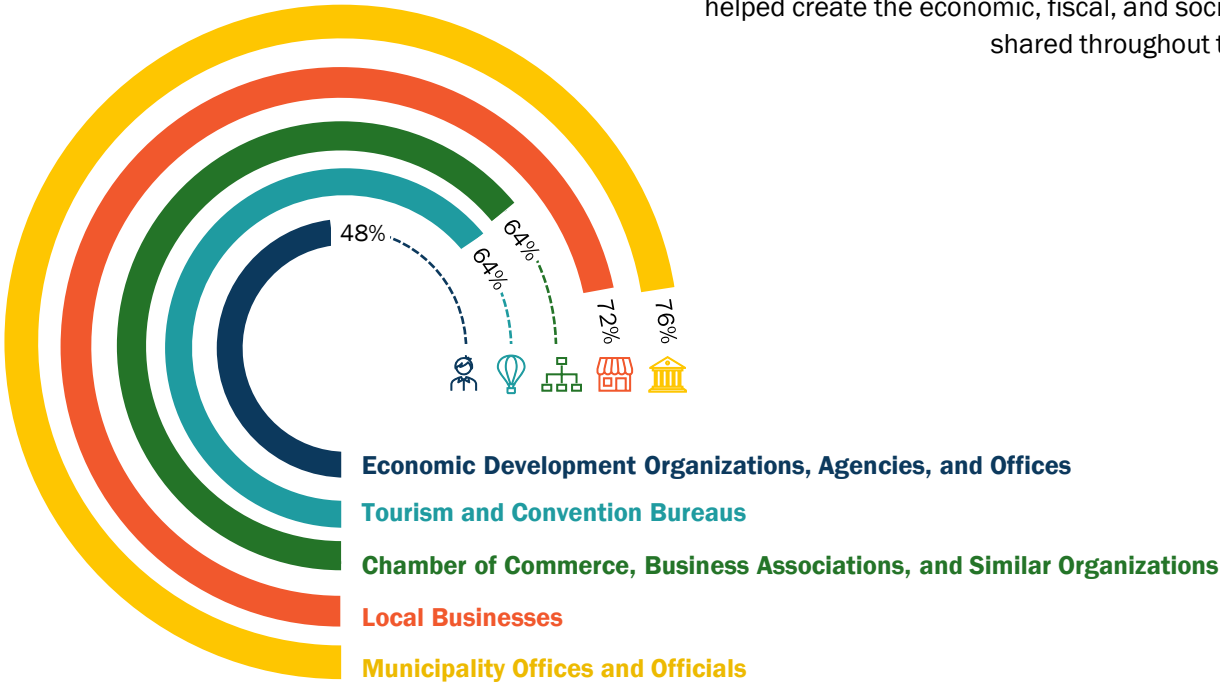 helped create the economic, fiscal, and soci
shared throughout t
48%
64%
64%
72%
76%
Economic Development Organizations, Agencies, and Offices
Tourism and Convention Bureaus
Chamber of Commerce, Business Associations, and Similar Organizations
Local Businesses
Municipality Offices and Officials